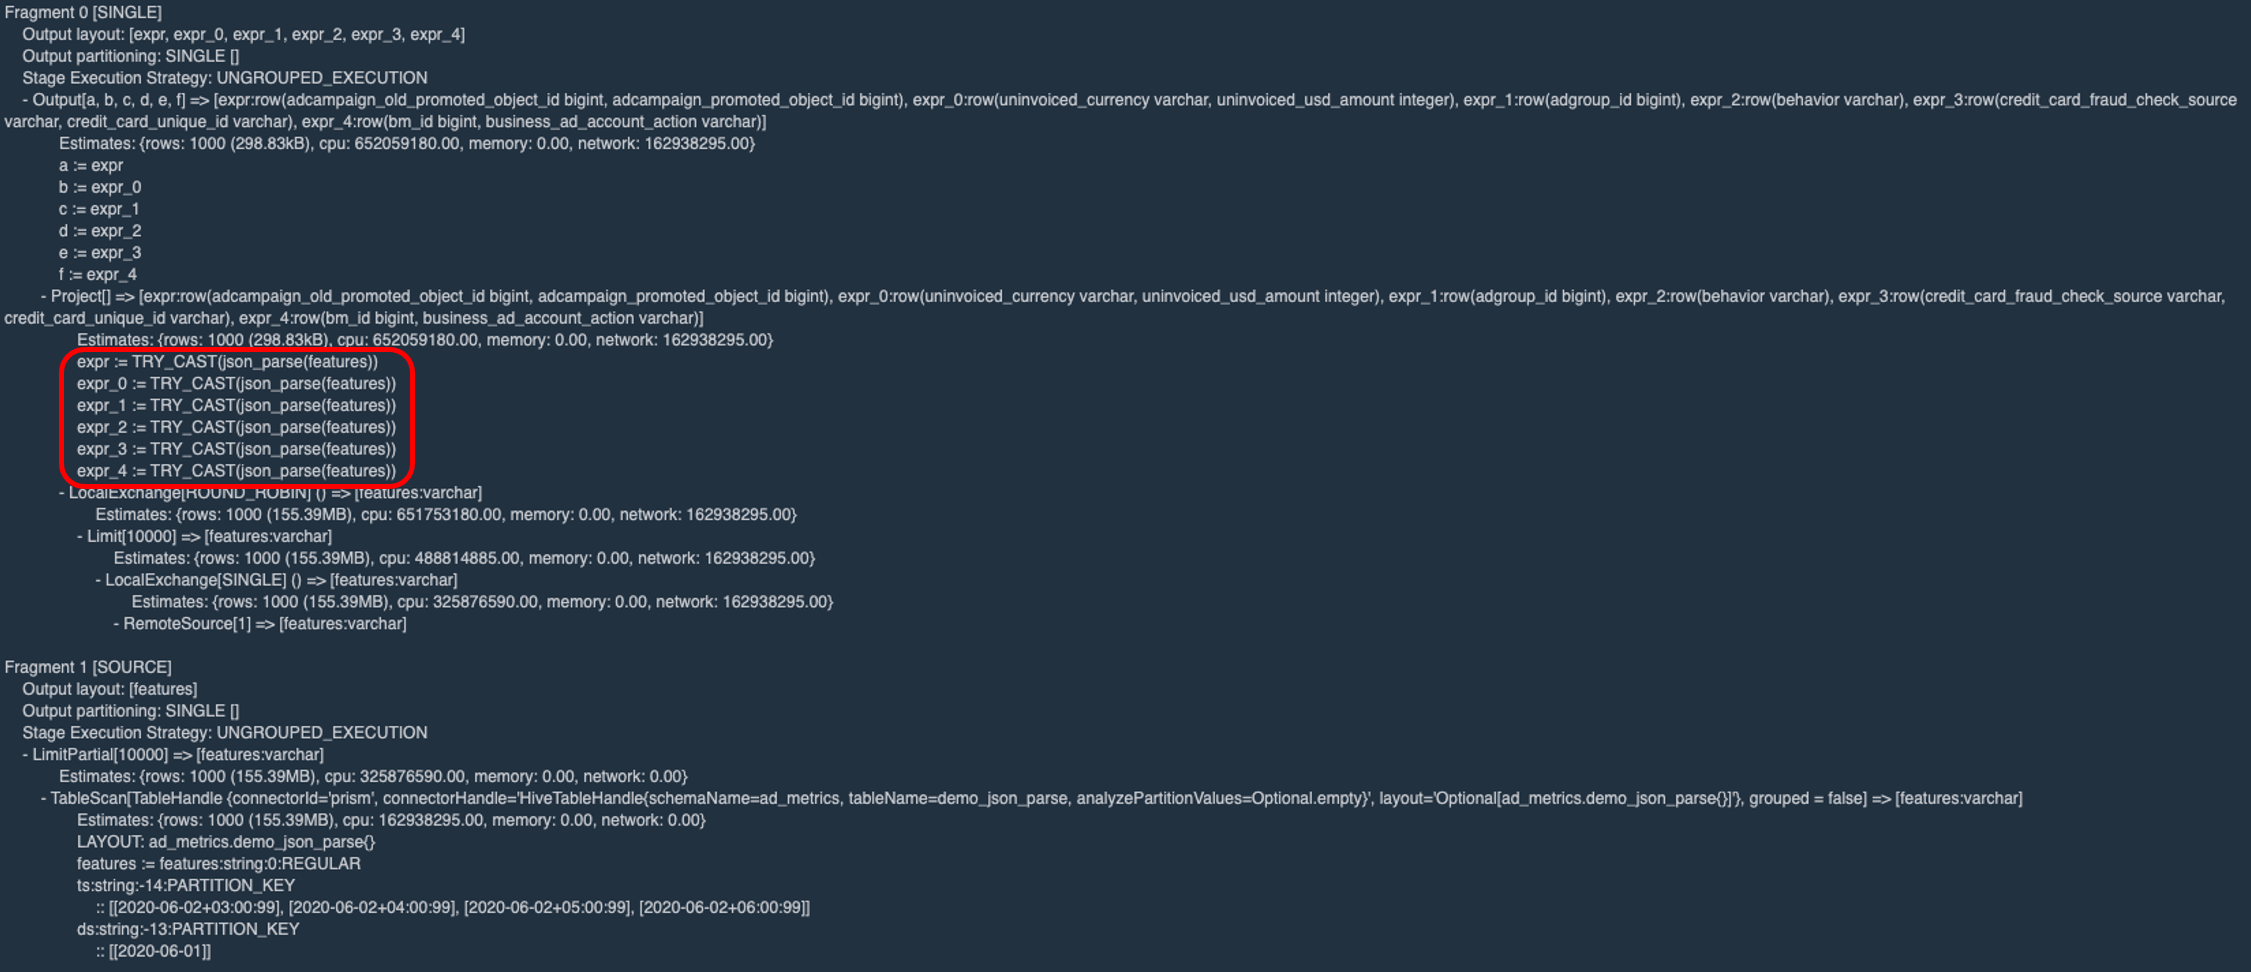 Fragment 0 [SINGLE]
Output layout: [expr, expr_0, expr_1, expr_2, expr_3, expr_4]
Output partitioning: SINGLE []
Stage Execution Strategy: UNGROUPED_EXECUTION
- Output[a, b, c, d, e, f] => [expr:row(adcampaign_old_promoted_object_id bigint, adcampaign_promoted_object_id bigint), expr_0:row(uninvoiced_currency varchar, uninvoiced_usd_amount integer), expr_1:row(adgroup_id bigint), expr_2:row(behavior varchar), expr_3:row(credit_card_fraud_check_source
varchar, credit_card_unique_id varchar), expr_4:row(bm_id bigint, business_ad_account_action varchar)]
Estimates: {rows: 1000 (298.83kB), cpu: 652059180.00, memory: 0.00, network: 162938295.00}
a := expr
b := expr_0
c := expr_1
d := expr_2
e := expr_3
f := expr_4
- Project[] => [expr:row(adcampaign_old_promoted_object_id bigint, adcampaign_promoted_object_id bigint), expr_0:row(uninvoiced_currency varchar, uninvoiced_usd_amount integer), expr_1:row(adgroup_id bigint), expr_2:row(behavior varchar), expr_3:row(credit_card_fraud_check_source varchar,
credit_card_unique_id varchar), expr_4:row(bm_id bigint, business_ad_account_action varchar)]
Estimates: {rows: 1000 (298.83kB), cpu: 652059180.00, memory: 0.00, network: 162938295.00}
expr := TRY_CAST(json_parse(features))
expr_0 := TRY_CAST(json_parse(features))
expr_1 := TRY_CAST(json_parse(features))
expr_2 := TRY_CAST(json_parse(features))
expr_3 := TRY_CAST(json_parse(features))
expr_4 := TRY_CAST(json_parse(features))
- LocalExchange[ROUND_ROBIN] () => [features:varchar]
Estimates: {rows: 1000 (155.39MB), cpu: 651753180.00, memory: 0.00, network: 162938295.00}
- Limit[10000] => [features:varchar]
Estimates: {rows: 1000 (155.39MB), cpu: 488814885.00, memory: 0.00, network: 162938295.00}
- LocalExchange[SINGLE] () => [features:varchar]
Estimates: {rows: 1000 (155.39MB), cpu: 325876590.00, memory: 0.00, network: 162938295.00}
- RemoteSource[1] => [features:varchar]
Fragment 1 [SOURCE]
Output layout: [features]
Output partitioning: SINGLE []
Stage Execution Strategy: UNGROUPED_EXECUTION
- LimitPartial[10000] => [features:varchar]
Estimates: {rows: 1000 (155.39MB), cpu: 325876590.00, memory: 0.00, network: 0.00}
- TableScan[TableHandle {connectorId='prism', connectorHandle='HiveTableHandle{schemaName=ad_metrics, tableName=demo_json_parse, analyzePartitionValues=Optional.empty}', layout='Optional[ad_metrics.demo_json_parse{}]'}, grouped = false] => [features:varchar]
Estimates: {rows: 1000 (155.39MB), cpu: 162938295.00, memory: 0.00, network: 0.00}
LAYOUT: ad_metrics.demo_json_parse{}
features := features:string:0:REGULAR
ts:string:-14:PARTITION_KEY
:: [[2020-06-02+03:00:99], [2020-06-02+04:00:99], [2020-06-02+05:00:99], [2020-06-02+06:00:99]]
ds:string:-13:PARTITION_KEY
:: [[2020-06-01]]